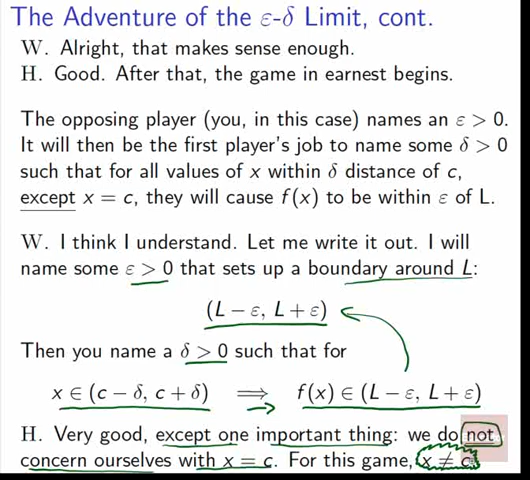 The Adventure of the ε-δ Limit, cont.
W. Alright, that makes sense enough.
H. Good. After that, the game in earnest begins.
The opposing player (you, in this case) names an ε > 0.
It will then be the first player's job to name some δ > 0
such that for all values of x within δ distance of c,
except x = c, they will cause f(x) to be within ε of L.
W. I think I understand. Let me write it out. I will
name some ε > 0 that sets up a boundary around L:
(L − ε, L + ε)
Then you name a δ > 0 such that for
x ∈ (c − δ, c + δ) ⟹ f(x) ∈ (L − ε, L + ε)
H. Very good, except one important thing: we do not
concern ourselves with x = c. For this game, x ≠ c.